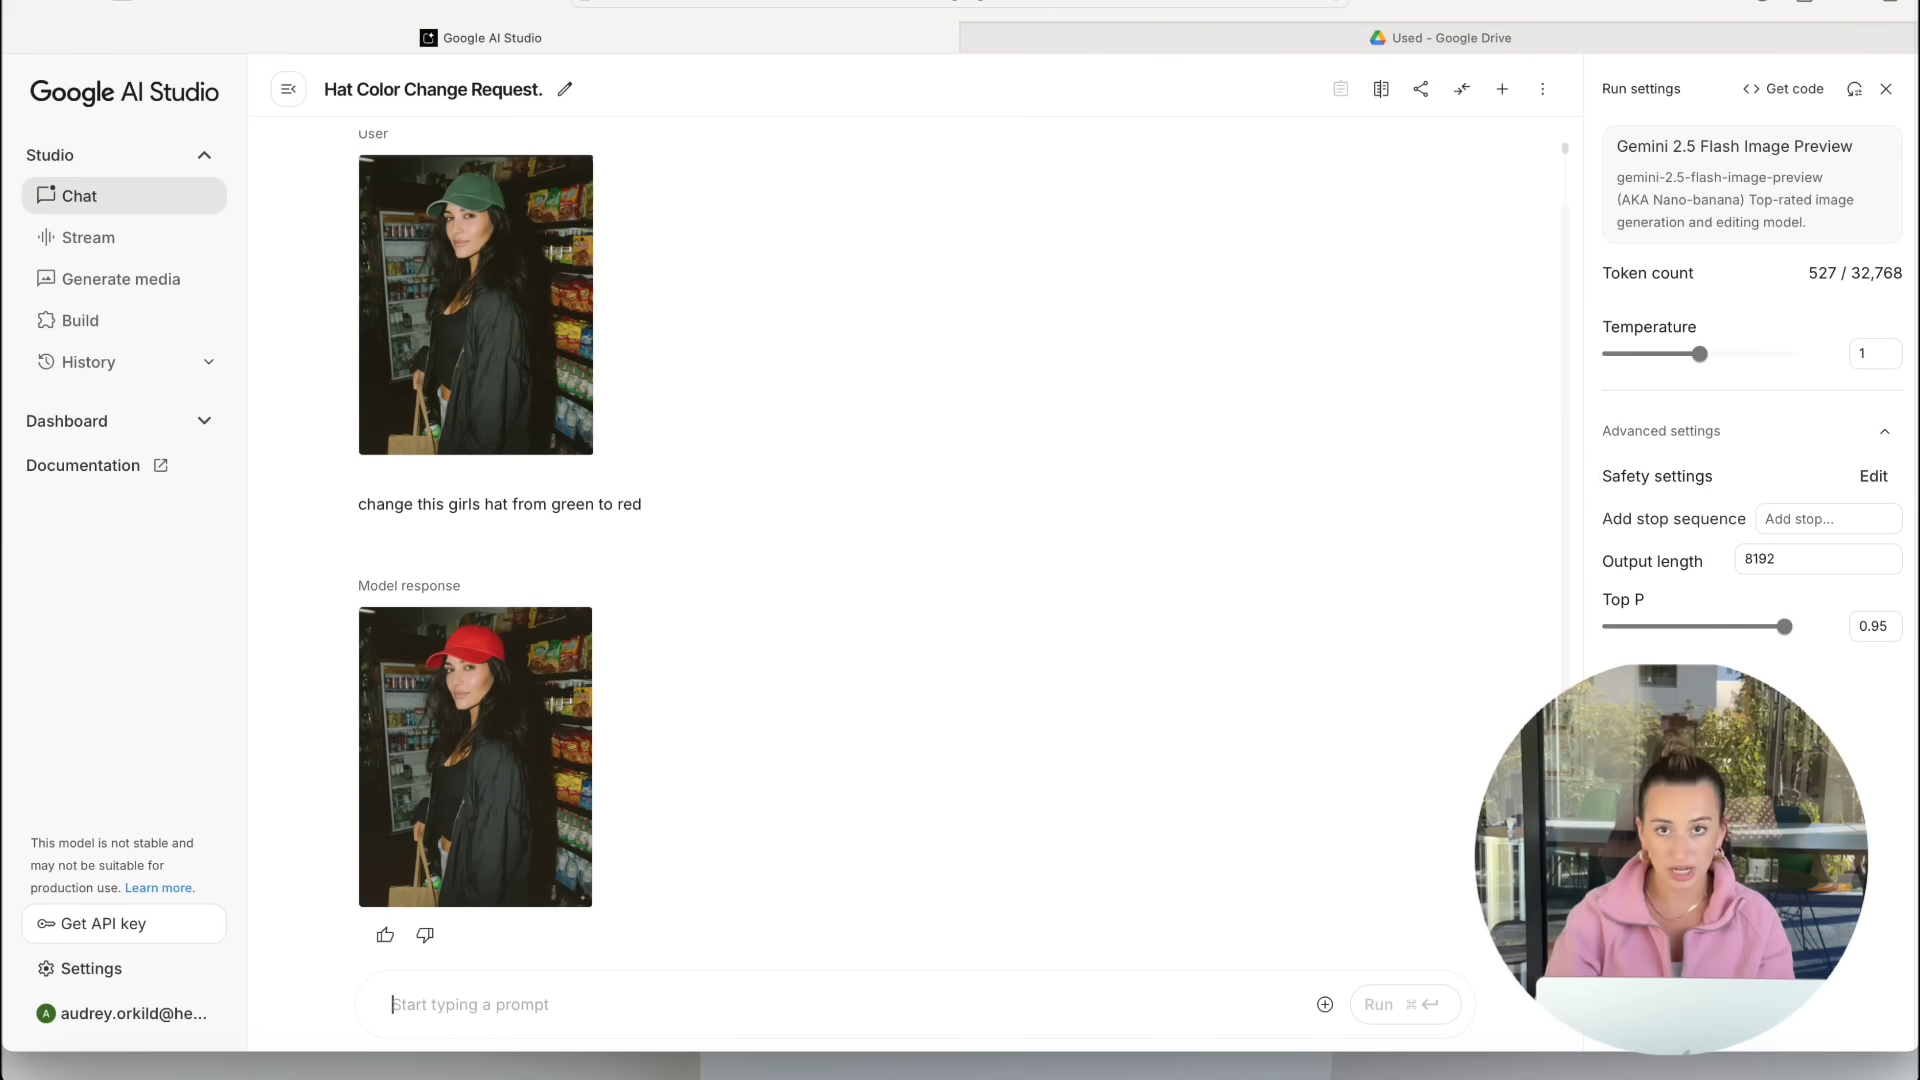 Google AI Studio
Used - Google Drive
Google AI Studio
Studio
Chat
Stream
Generate media
Build
History
Dashboard
Documentation
This model is not stable and
may not be suitable for
production use. Learn more.
Get API key
Settings
A
audrey.orkild@he...
Hat Color Change Request.
User
change this girls hat from green to red
Model response
Start typing a prompt
Run ⌘
Run settings
<> Get code
Gemini 2.5 Flash Image Preview
gemini-2.5-flash-image-preview
(AKA Nano-banana) Top-rated image
generation and editing model.
Token count 527 / 32,768
Temperature
1
Advanced settings
Safety settings Edit
Add stop sequence Add stop...
Output length 8192
Top P
0.95